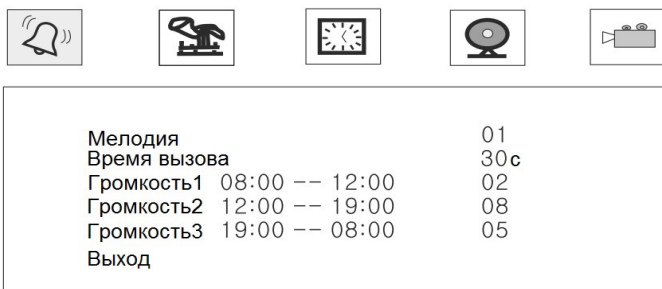 Мелодия 01
Время вызова 30с
Громкость1 08:00 -- 12:00 02
Громкость2 12:00 -- 19:00 08
Громкость3 19:00 -- 08:00 05
Выход